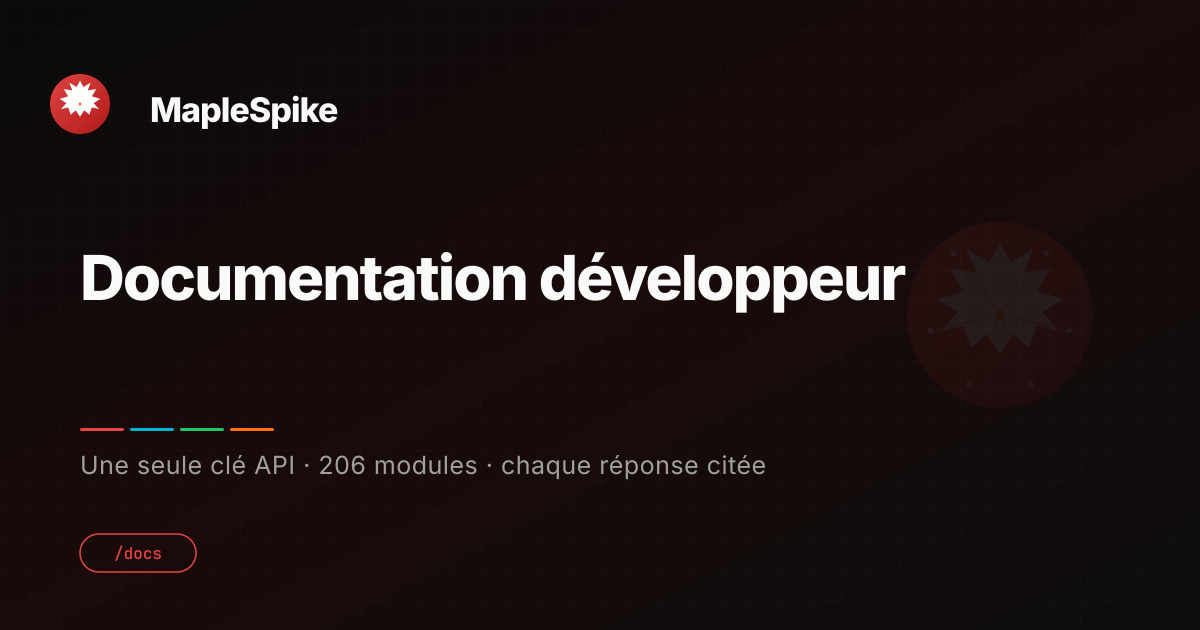 MapleSpike
Documentation développeur
Une seule clé API · 206 modules · chaque réponse citée
/docs